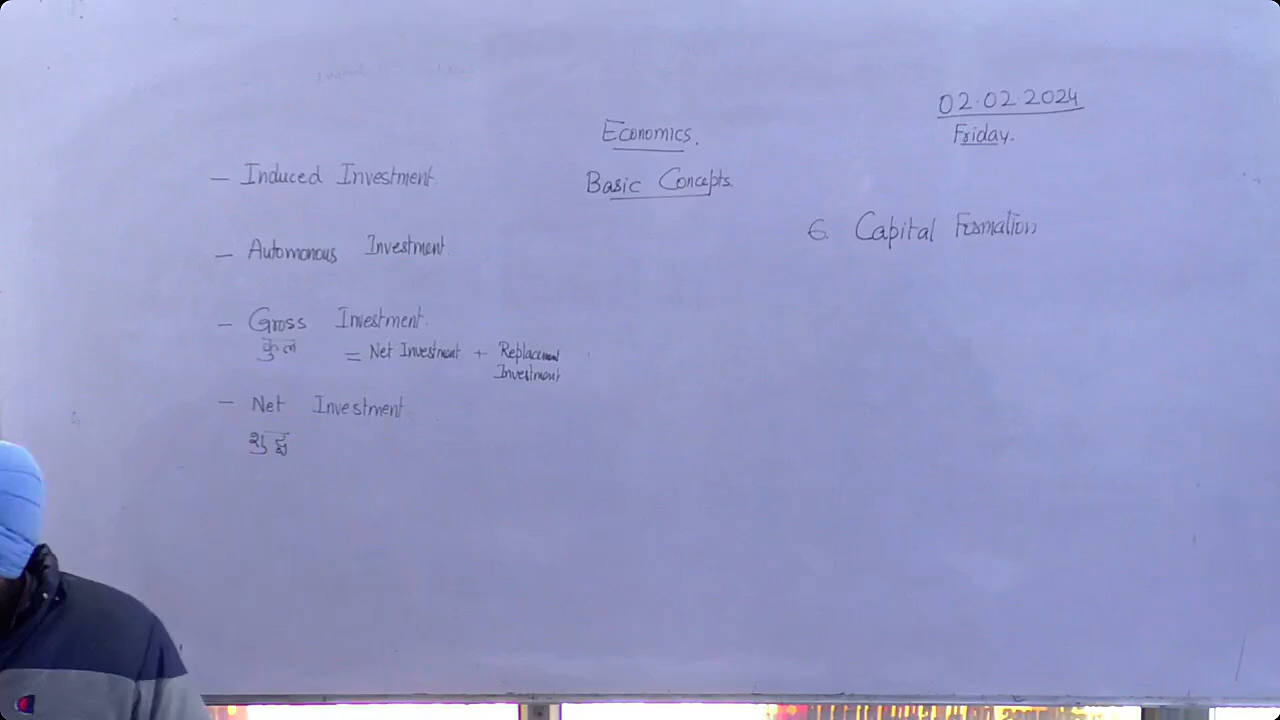 02.02.2024
Friday.
Economics.
Basic Concepts.
– Induced Investment.
– Automonous Investment.
– Gross Investment.
कुल = Net Investment + Replacement Investment
– Net Investment
शुद्ध
6. Capital Formation